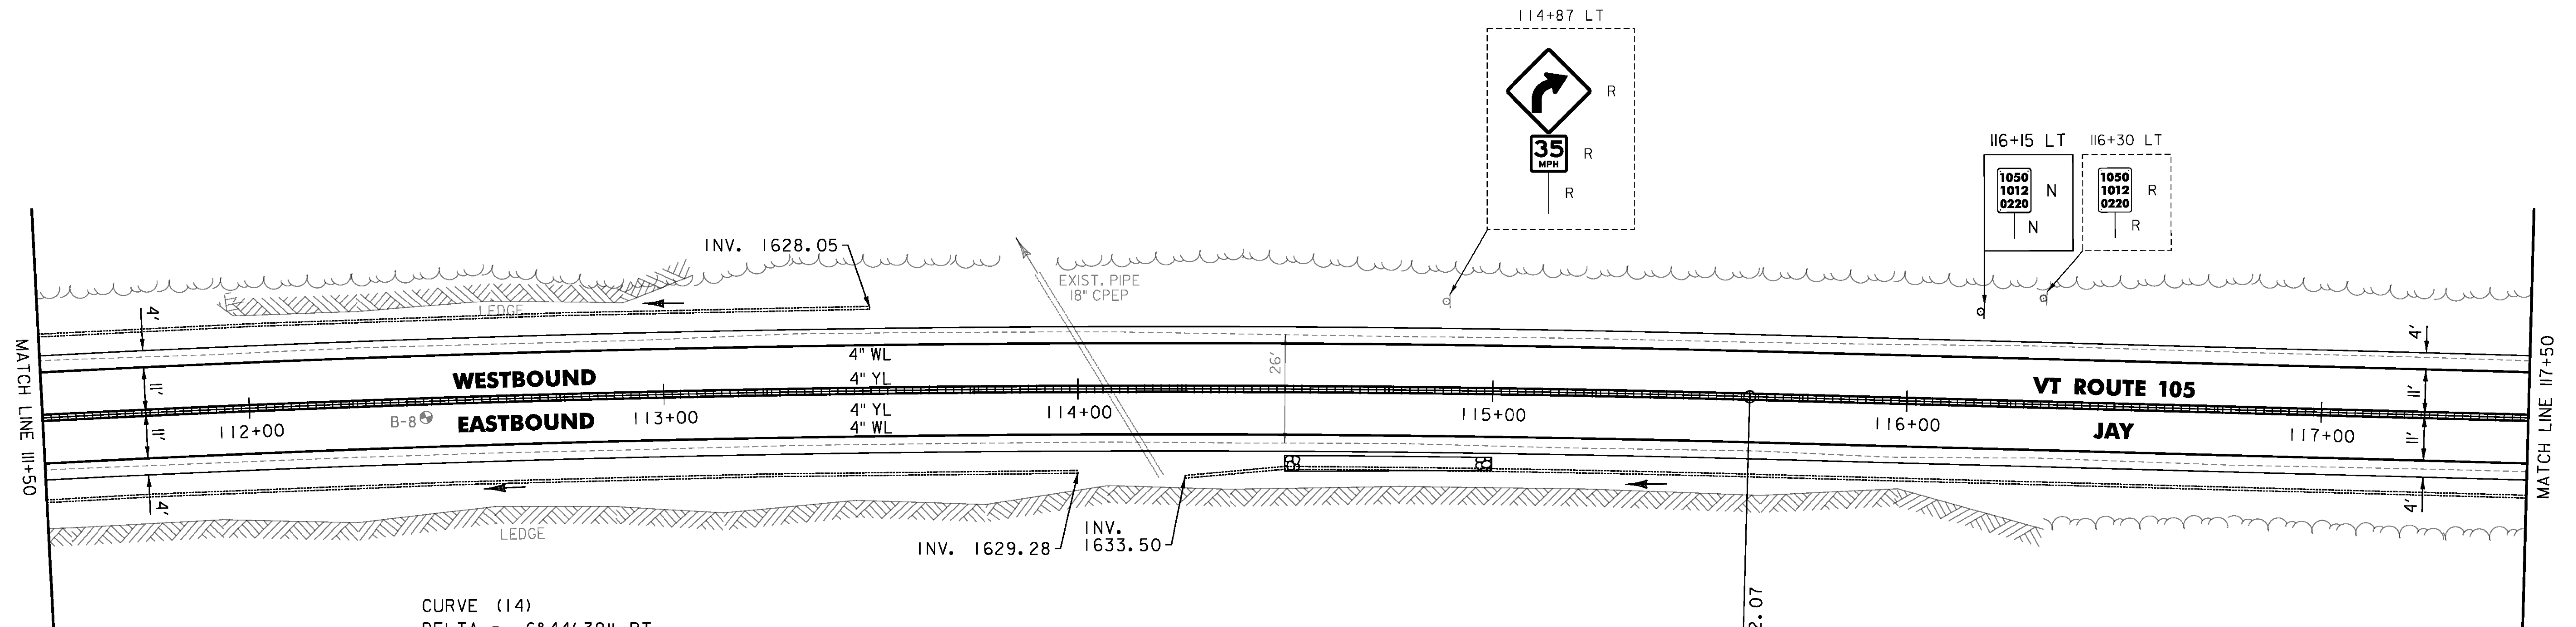 114+87 LT
R
35
MPH
R
R
116+15 LT
1050
1012
0220
N
N
116+30 LT
1050
1012
0220
R
R
INV. 1628.05
EXIST. PIPE
18" CPEP
LEDGE
4'
4'
MATCH LINE 111+50
MATCH LINE 117+50
4" WL
26'
WESTBOUND
4" YL
VT ROUTE 105
11'
11'
B-8
EASTBOUND
4" YL
4" WL
112+00
113+00
114+00
115+00
116+00
117+00
JAY
11'
11'
4'
4'
LEDGE
INV. 1629.28
INV.
1633.50
CURVE (14)
2.07